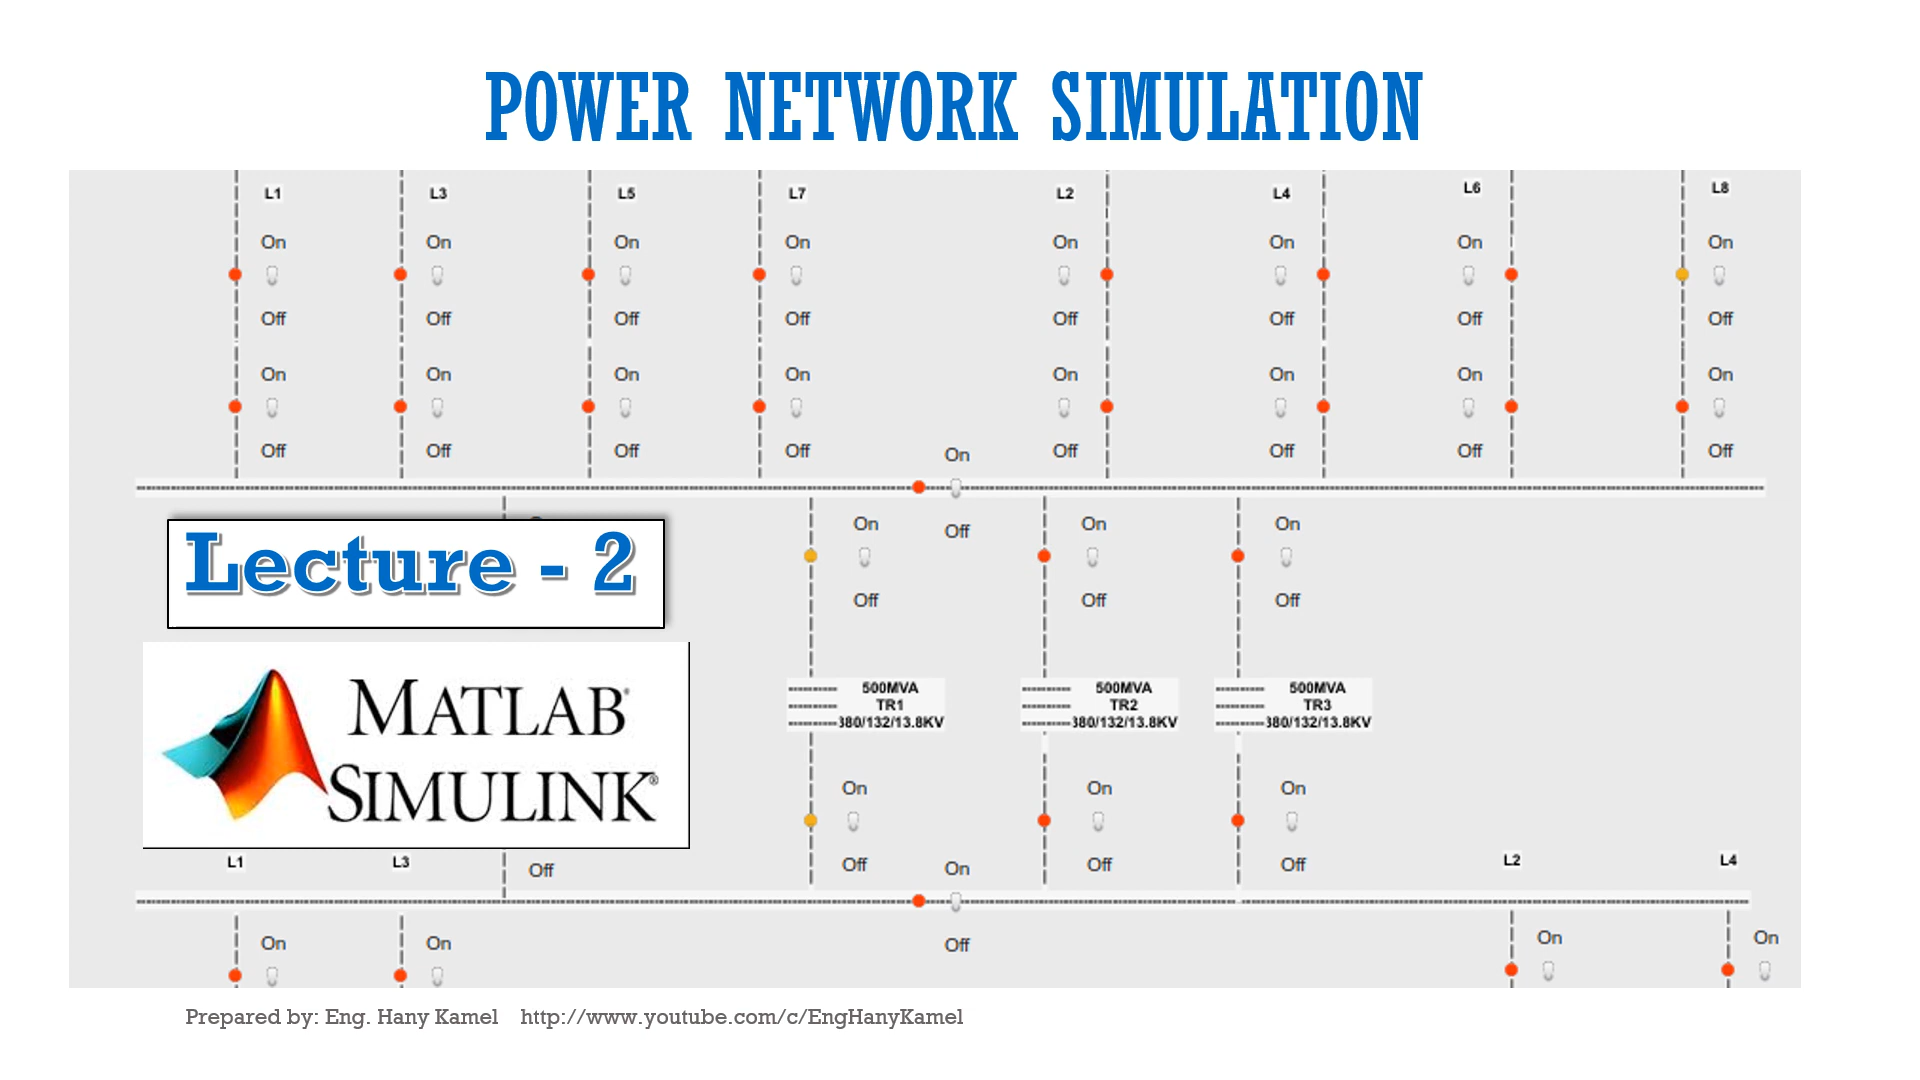 POWER NETWORK SIMULATION
L1 L3 L5 L7 L2 L4 L6 L8
On On On On On On On On
Off Off Off Off Off Off Off Off
On On On On On On On On
Off Off Off Off On Off Off Off Off
On Off On On
Lecture - 2
Off Off Off
MATLAB®
SIMULINK®
500MVA 500MVA 500MVA
TR1 TR2 TR3
380/132/13.8KV 380/132/13.8KV 380/132/13.8KV
On On On
L1 L3 Off Off On Off Off L2 L4
On On Off On On
Prepared by: Eng. Hany Kamel http://www.youtube.com/c/EngHanyKamel